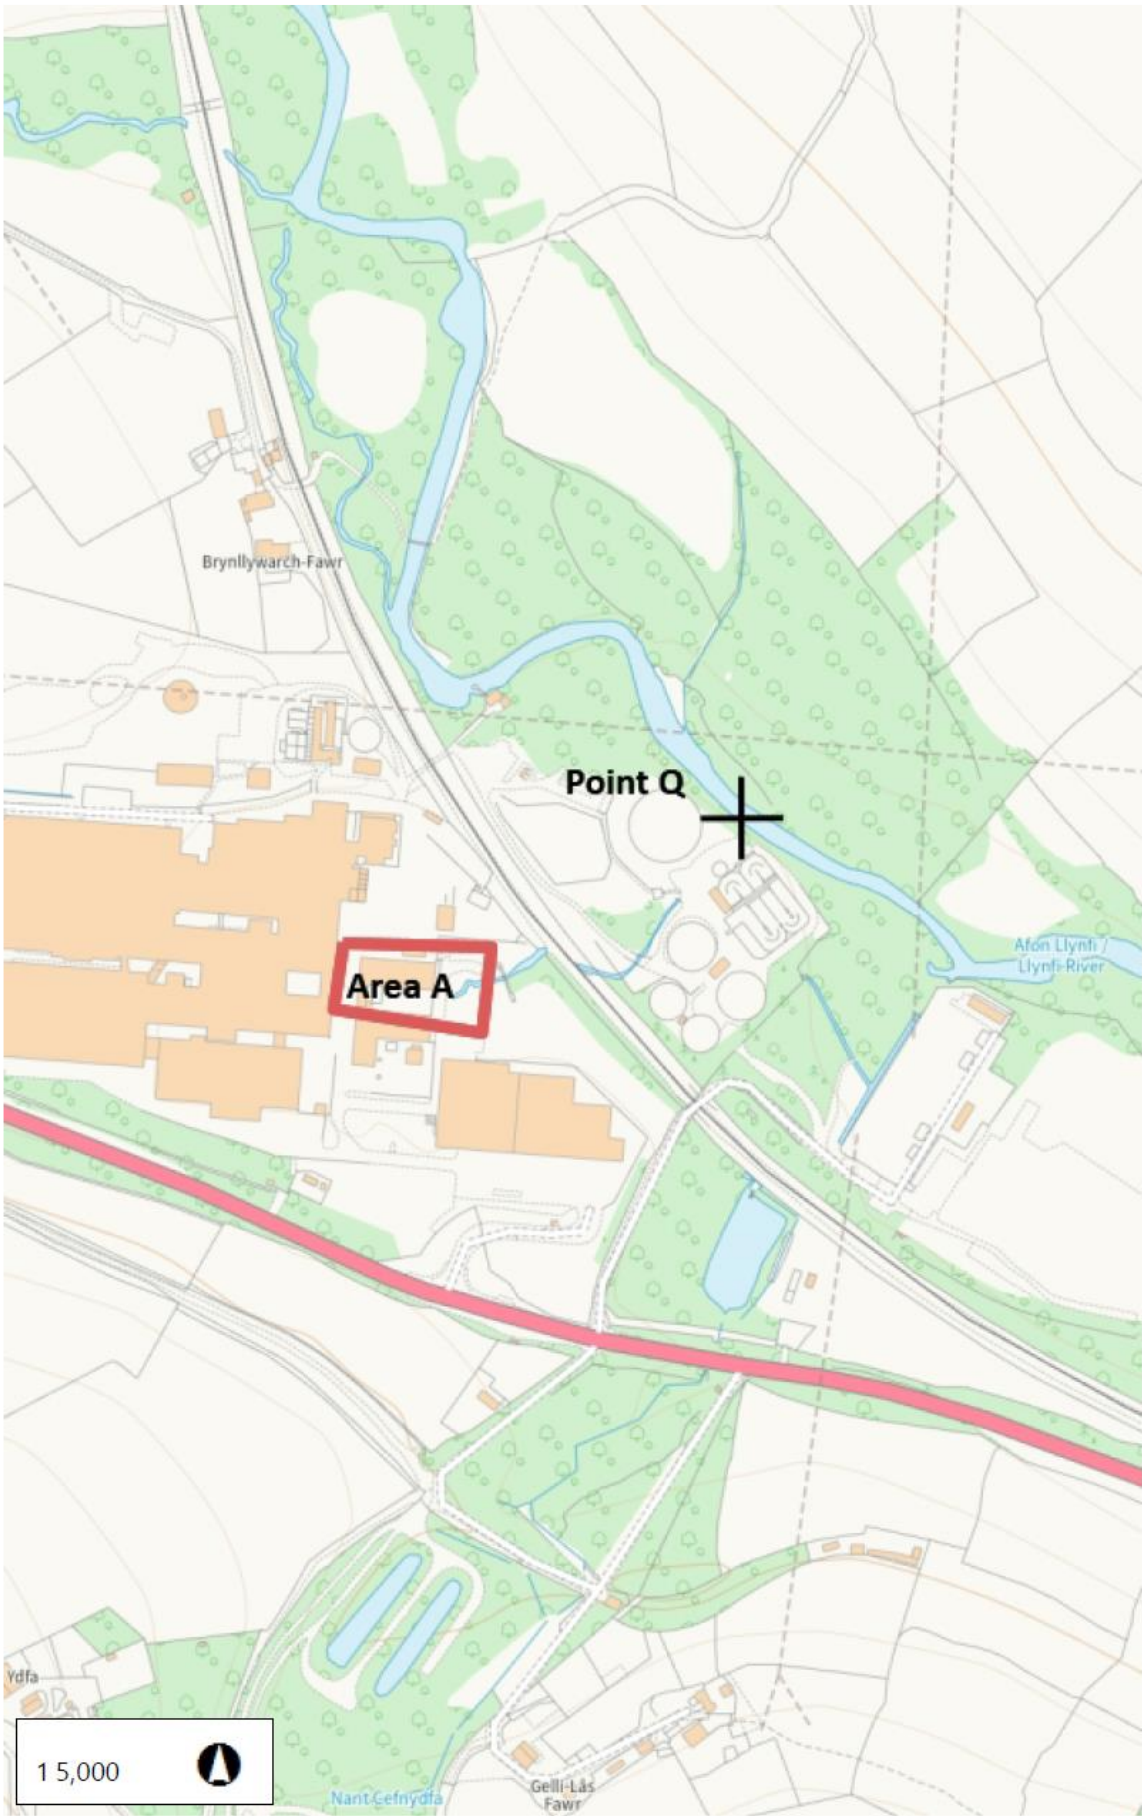 Brynllywarch-Fawr
Point Q
Afon Llynfi /
Llynfi River
Area A
Ydfa
1 5,000
Nant Cefnydfa
Gelli-Lâs
Fawr